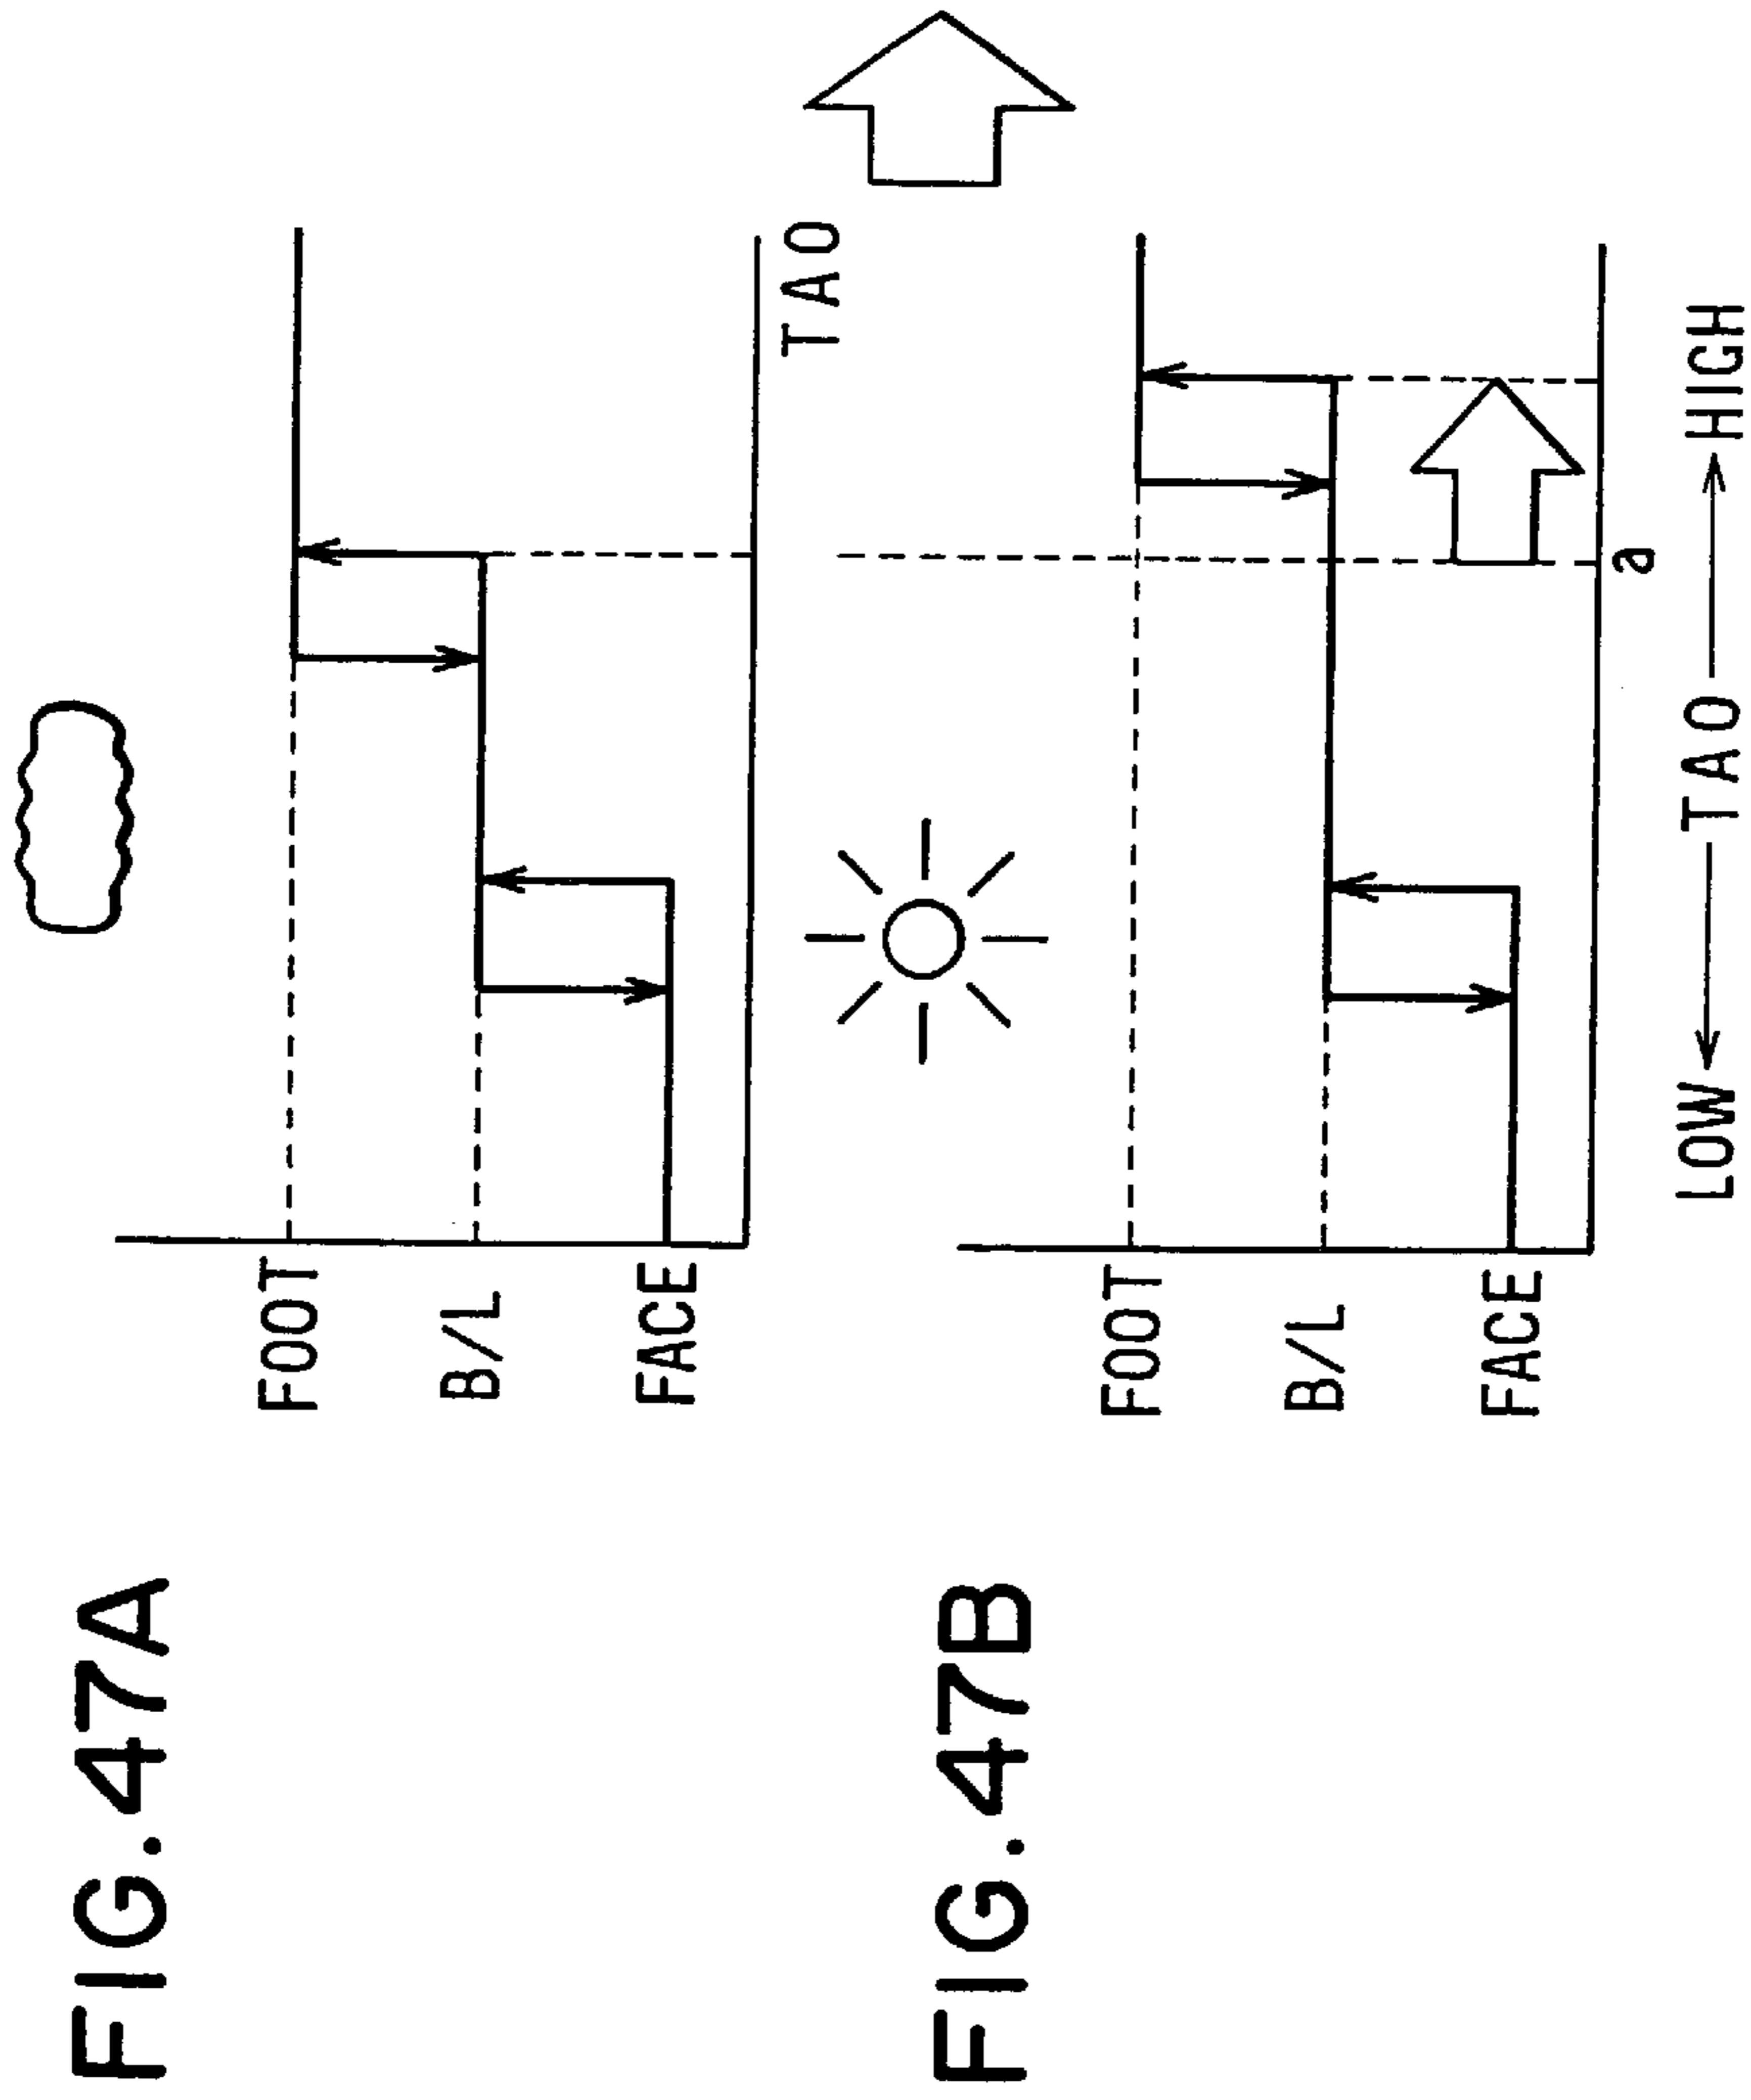 FIG.47A
FOOT
B/L
FACE
TAO
FIG.47B
FOOT
B/L
FACE
a
LOW TAO HIGH